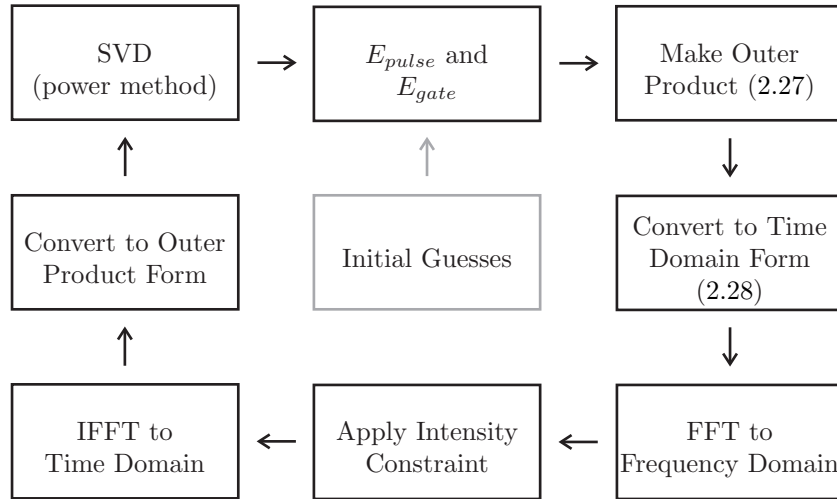 SVD
(power method)
E_pulse and
E_gate
Make Outer
Product (2.27)
Convert to Outer
Product Form
Initial Guesses
Convert to Time
Domain Form
(2.28)
IFFT to
Time Domain
Apply Intensity
Constraint
FFT to
Frequency Domain